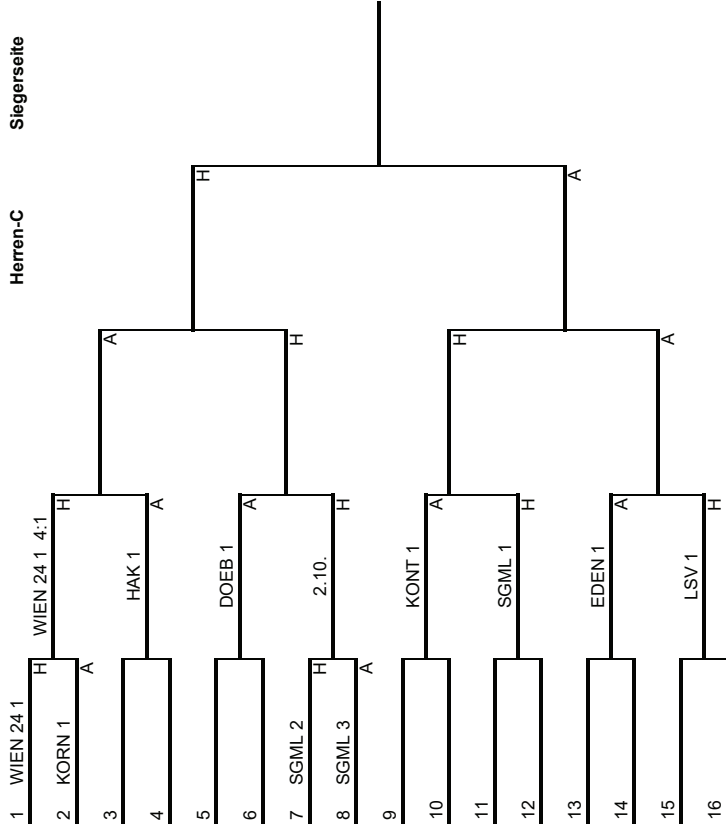 Herren-C Siegerseite
1 WIEN 24 1
H
WIEN 24 1 4:1
2 KORN 1
A
H
A
3
HAK 1
4
A
H
5
DOEB 1
6
A
H
7 SGML 2
H
2.10.
8 SGML 3
A
H
9
KONT 1
10
A
H
11
SGML 1
12
H
A
13
EDEN 1
14
A
A
15
LSV 1
16
H